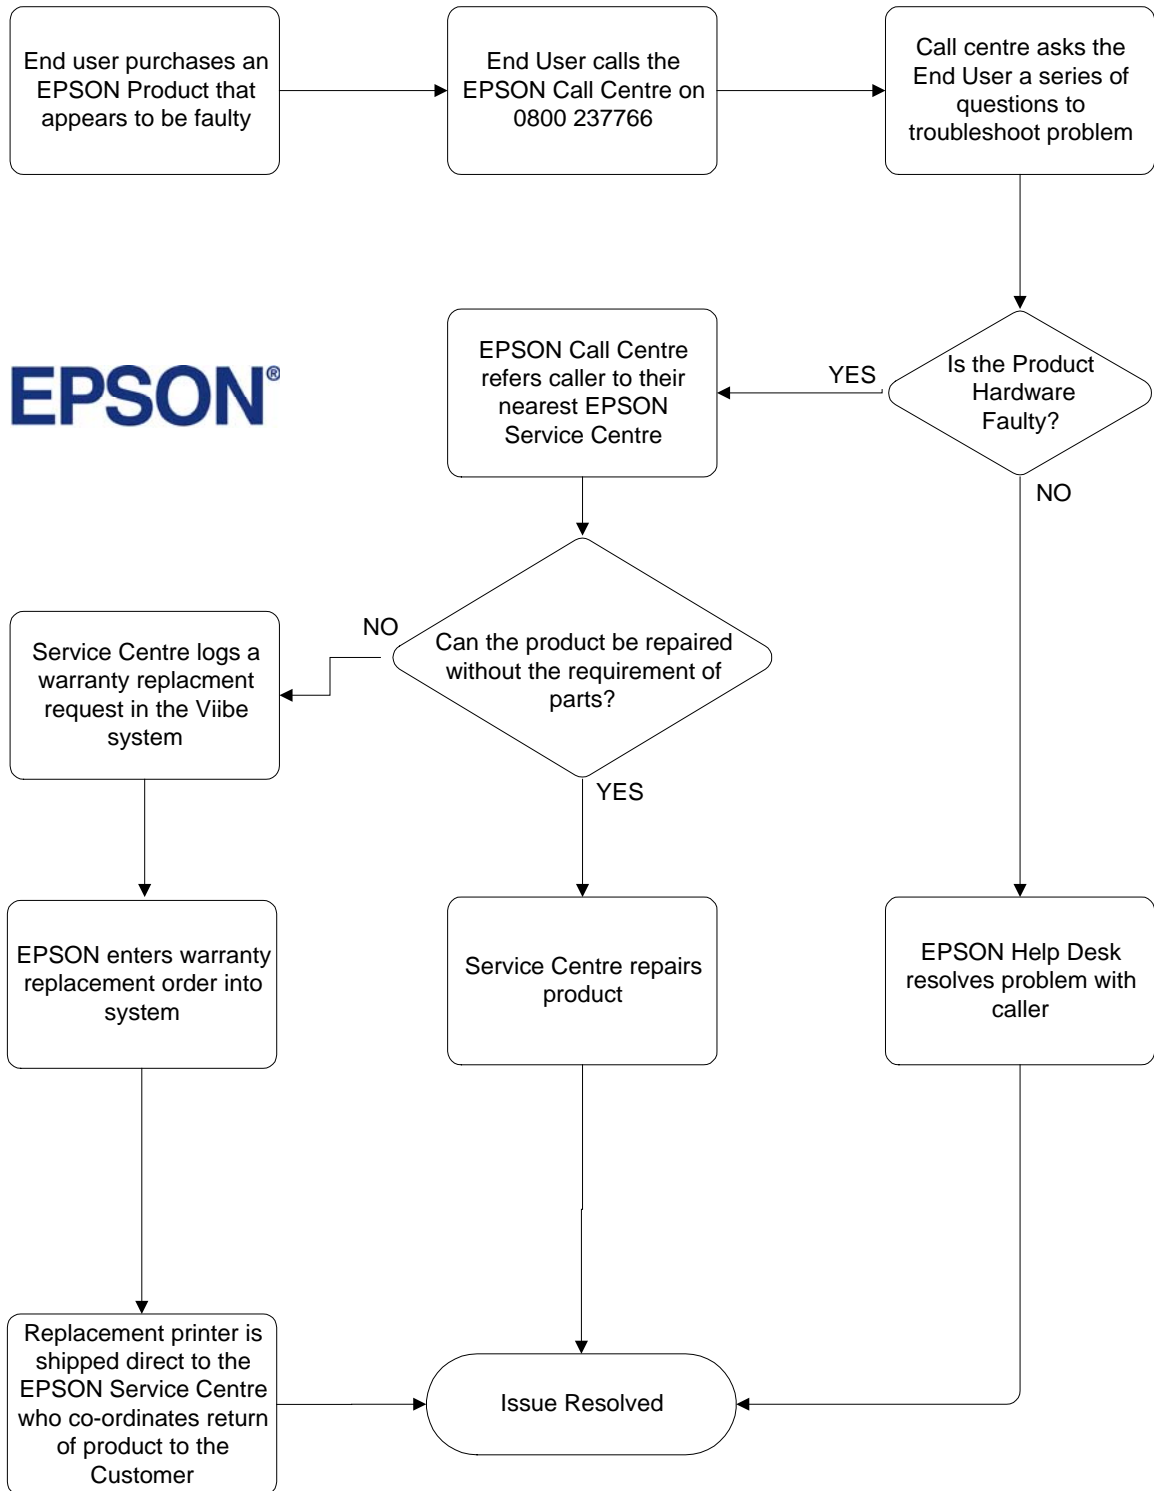 End user purchases an
EPSON Product that
appears to be faulty
End User calls the
EPSON Call Centre on
0800 237766
Call centre asks the
End User a series of
questions to
troubleshoot problem
EPSON®
EPSON Call Centre
refers caller to their
nearest EPSON
Service Centre
YES
Is the Product
Hardware
Faulty?
NO
NO
Can the product be repaired
without the requirement of
parts?
YES
Service Centre logs a
warranty replacment
request in the Viibe
system
EPSON enters warranty
replacement order into
system
Service Centre repairs
product
EPSON Help Desk
resolves problem with
caller
Replacement printer is
shipped direct to the
EPSON Service Centre
who co-ordinates return
of product to the
Customer
Issue Resolved